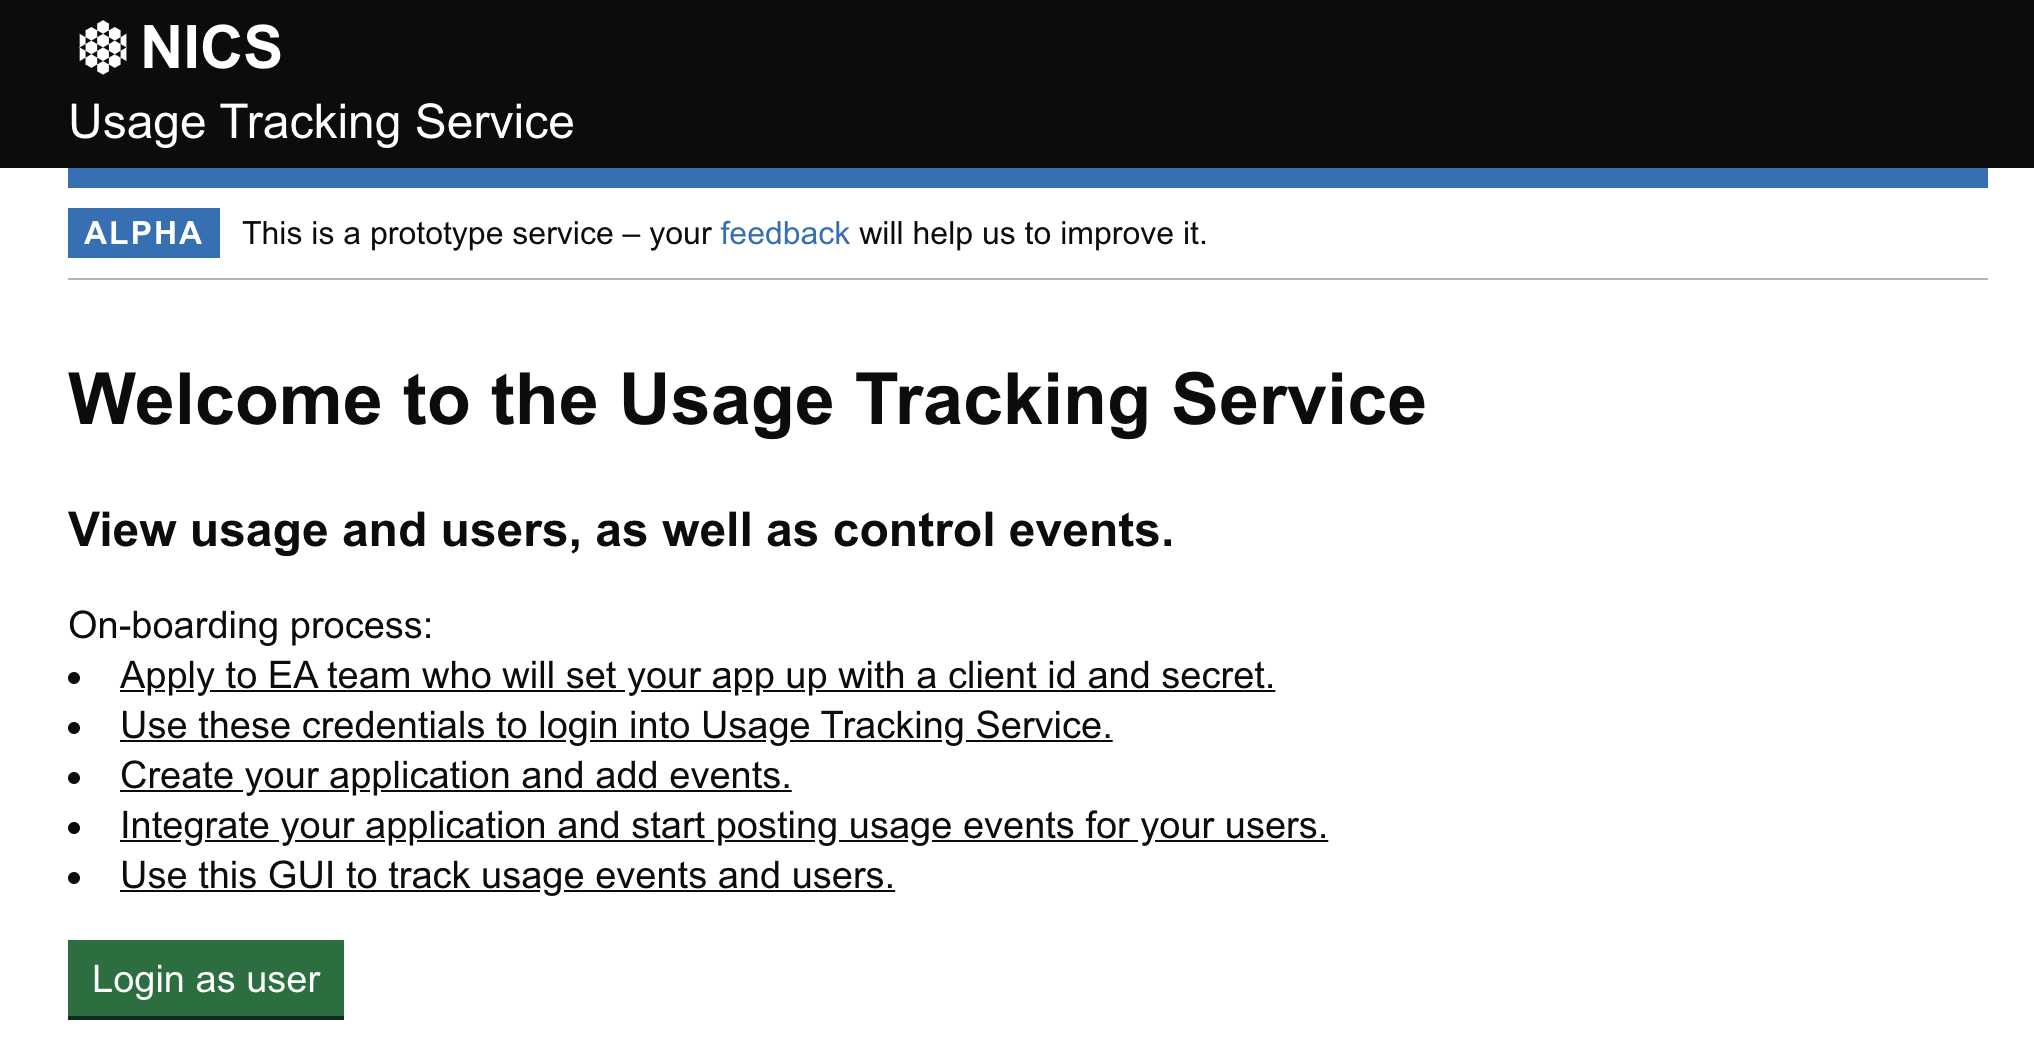 NICS
Usage Tracking Service
ALPHA This is a prototype service – your feedback will help us to improve it.
Welcome to the Usage Tracking Service
View usage and users, as well as control events.
On-boarding process:
• Apply to EA team who will set your app up with a client id and secret.
• Use these credentials to login into Usage Tracking Service.
• Create your application and add events.
• Integrate your application and start posting usage events for your users.
• Use this GUI to track usage events and users.
Login as user